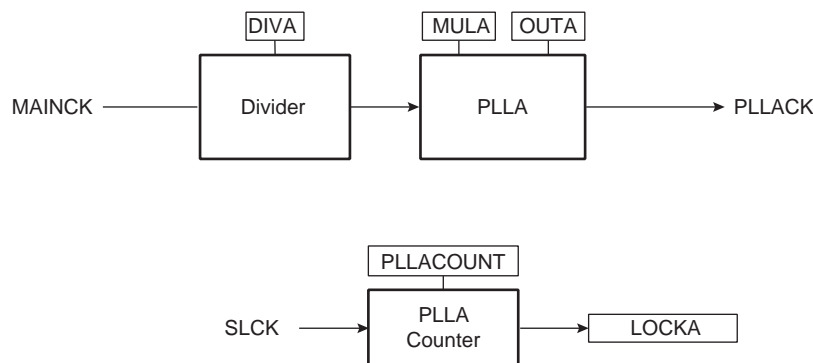 DIVA
MULA
OUTA
MAINCK
Divider
PLLA
PLLACK
PLLACOUNT
SLCK
PLLA
Counter
LOCKA